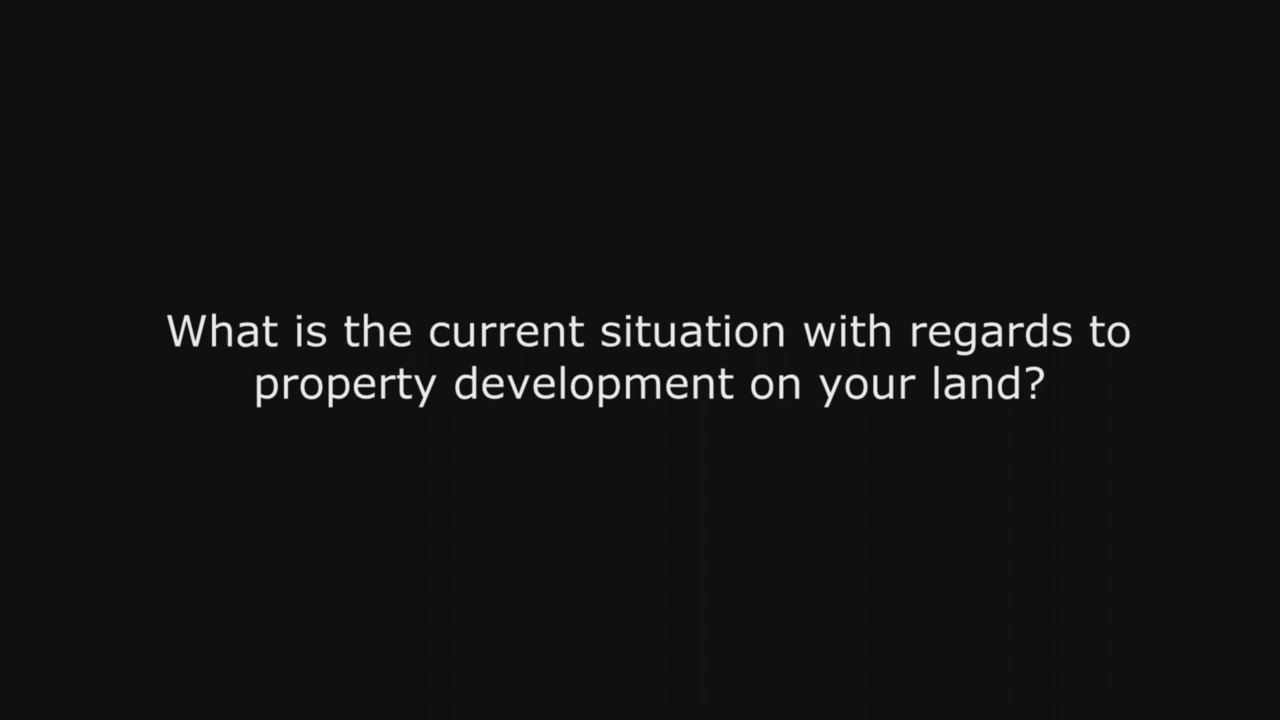 What is the current situation with regards to
property development on your land?